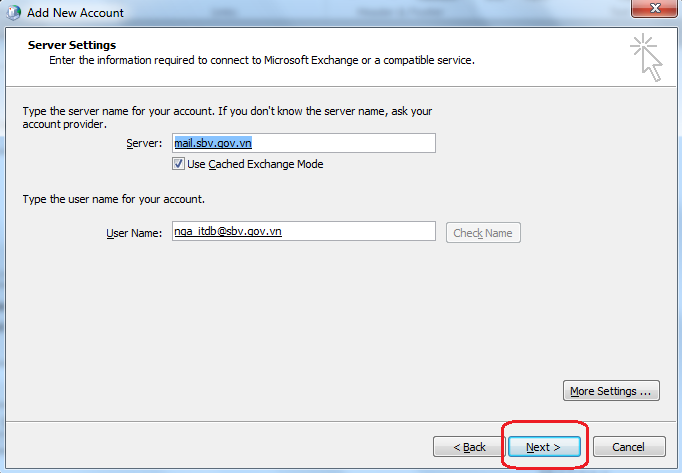 Add New Account
Server Settings
Enter the information required to connect to Microsoft Exchange or a compatible service.
Type the server name for your account. If you don't know the server name, ask your
account provider.
Server: mail.sbv.gov.vn
Use Cached Exchange Mode
Type the user name for your account.
User Name: nga_itdb@sbv.gov.vn Check Name
More Settings ...
< Back Next > Cancel